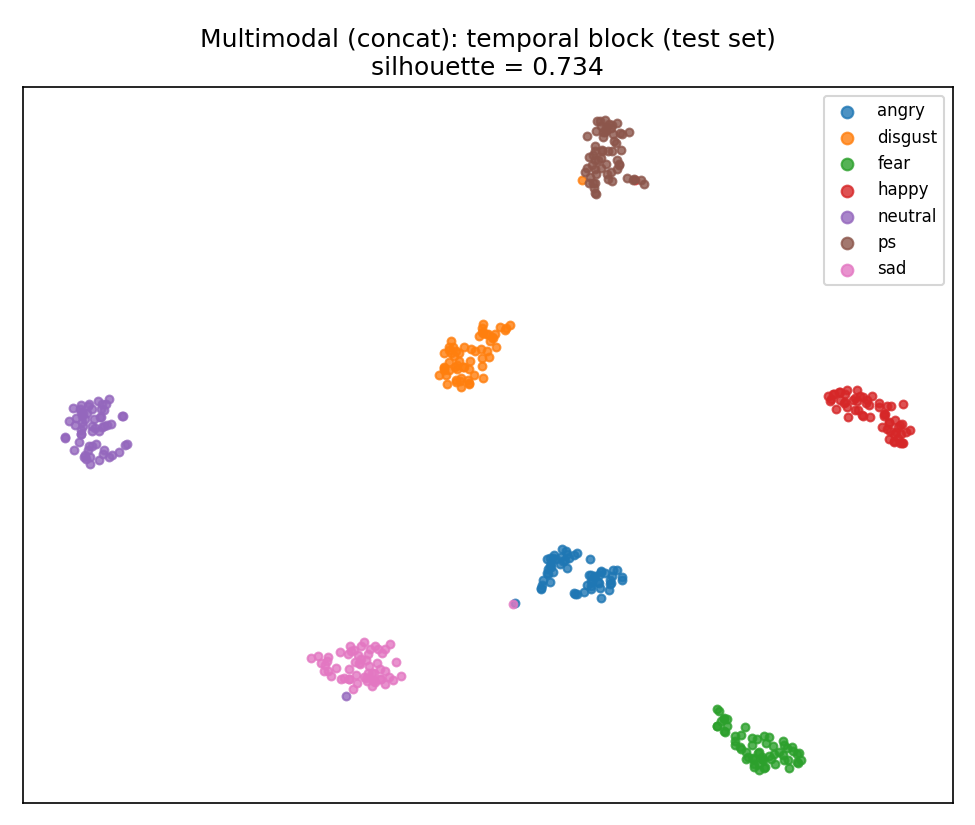 Multimodal (concat): temporal block (test set)
silhouette = 0.734
angry
disgust
fear
happy
neutral
ps
sad